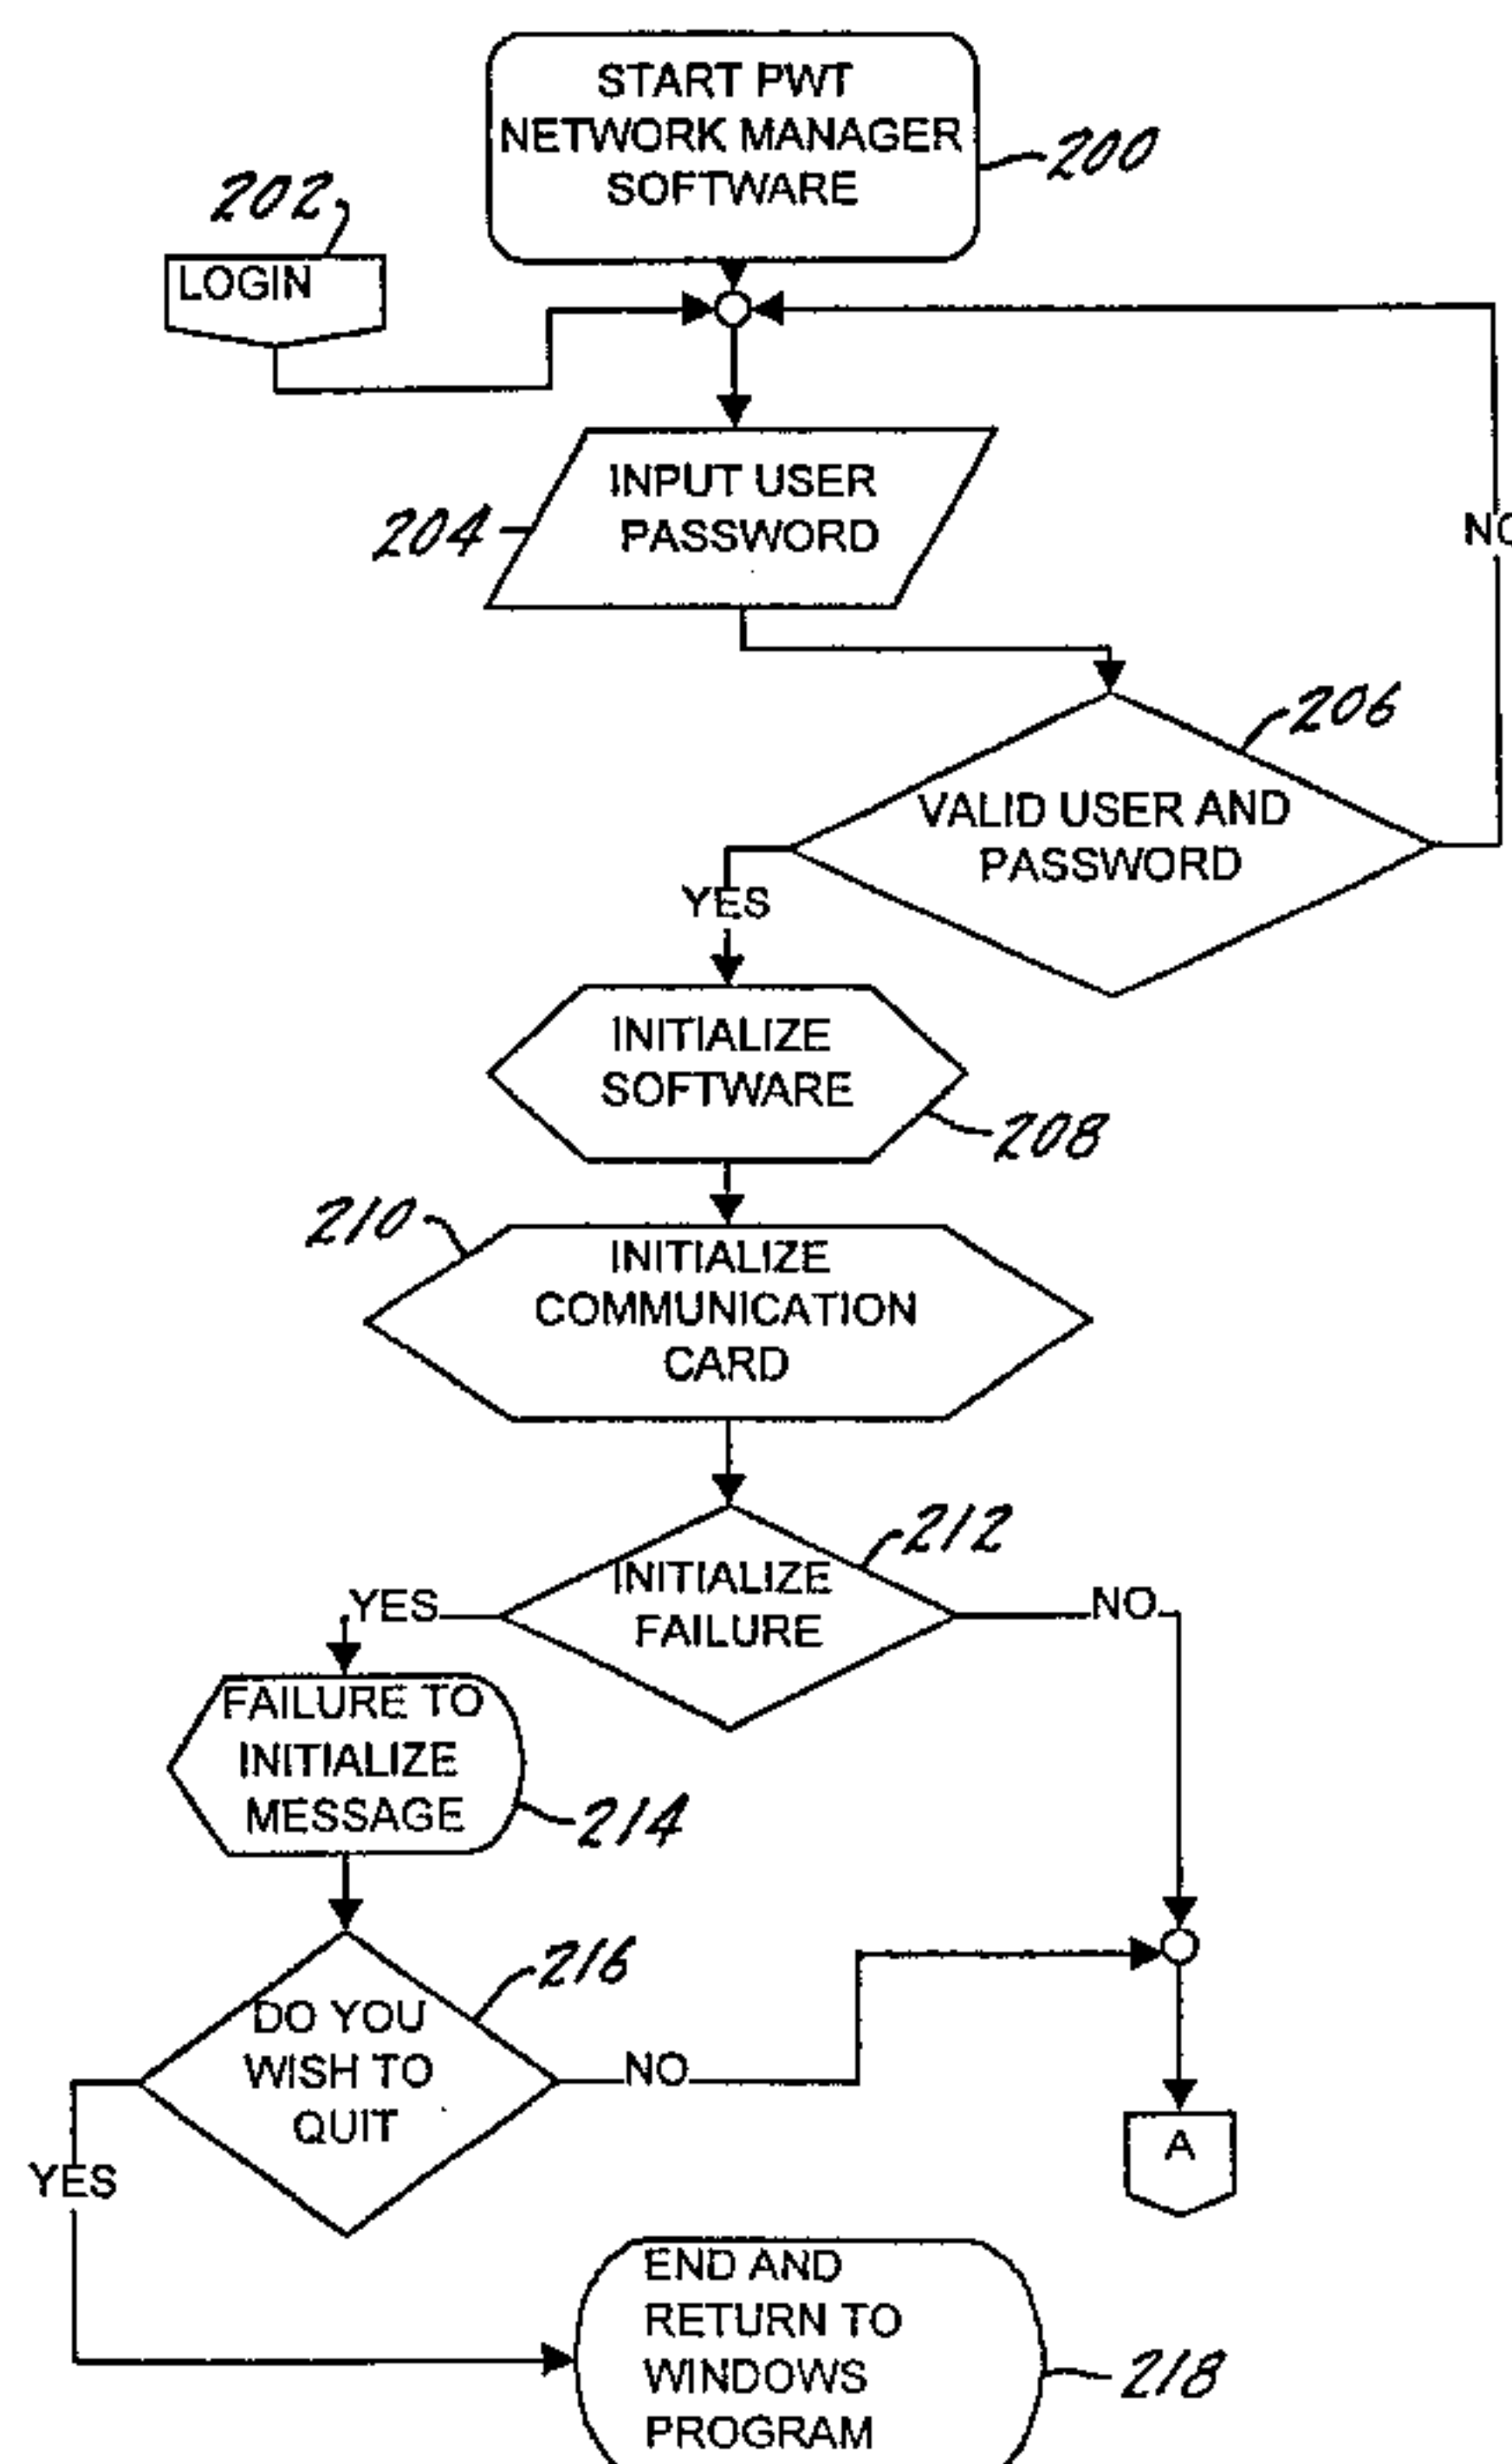 START PWT
NETWORK MANAGER
SOFTWARE
200
202
LOGIN
INPUT USER
PASSWORD
204
NO
206
VALID USER AND
PASSWORD
YES
INITIALIZE
SOFTWARE
208
210
INITIALIZE
COMMUNICATION
CARD
212
INITIALIZE
FAILURE
YES
NO
FAILURE TO
INITIALIZE
MESSAGE
214
216
DO YOU
WISH TO
QUIT
NO
A
YES
END AND
RETURN TO
WINDOWS
PROGRAM
218